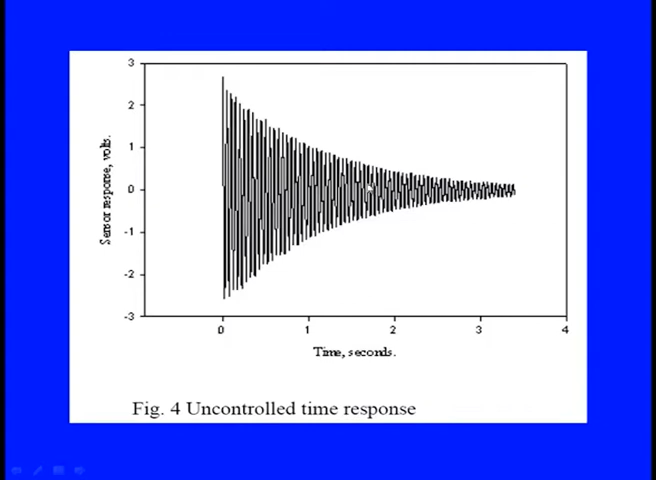 3
2
1
0
-1
-2
-3
Sensor response, volts.
0 1 2 3 4
Time, seconds.
Fig. 4 Uncontrolled time response